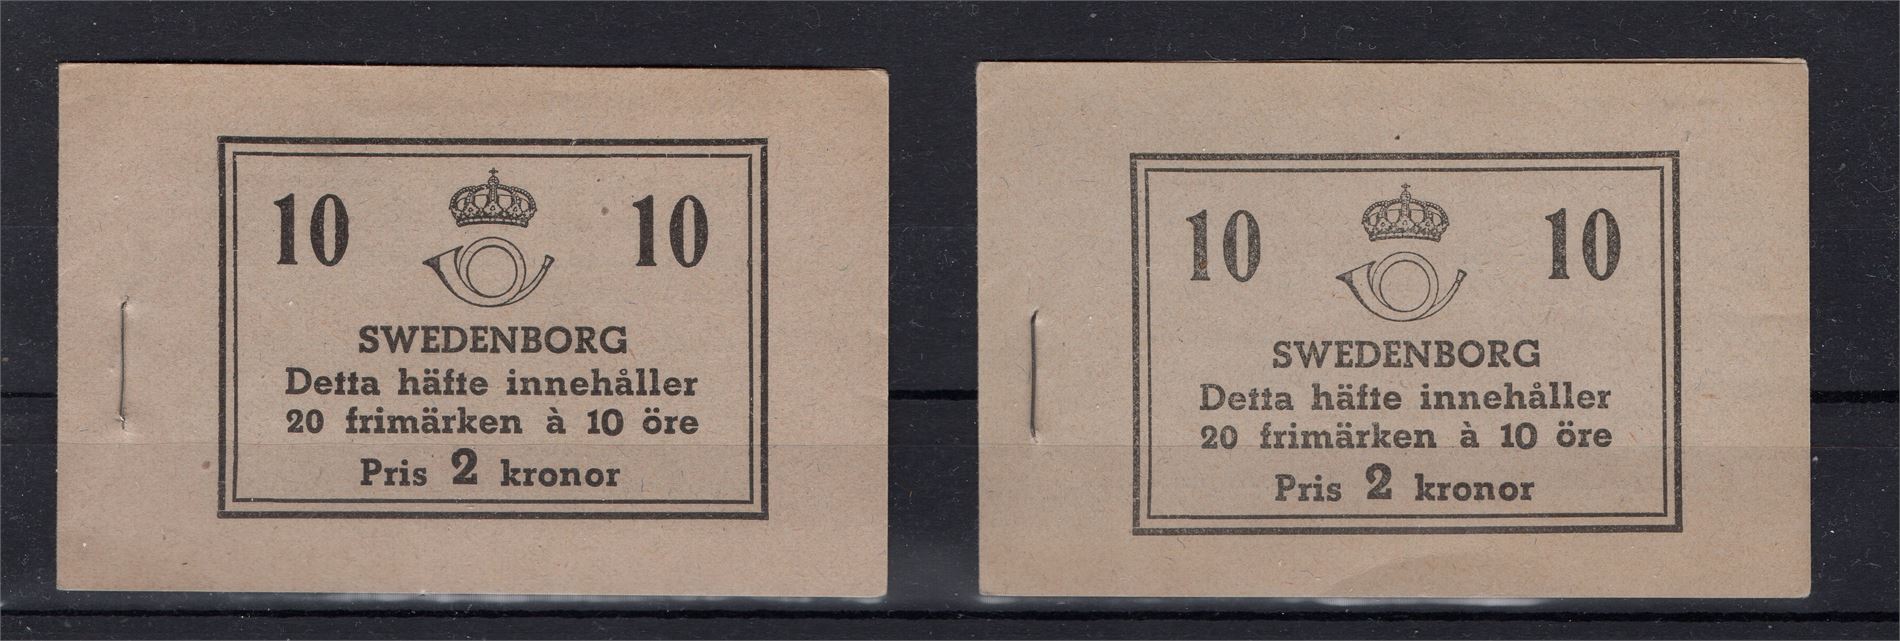 10 10
SWEDENBORG
Detta häfte innehåller
20 frimärken à 10 öre
Pris 2 kronor
10 10
SWEDENBORG
Detta häfte innehåller
20 frimärken à 10 öre
Pris 2 kronor